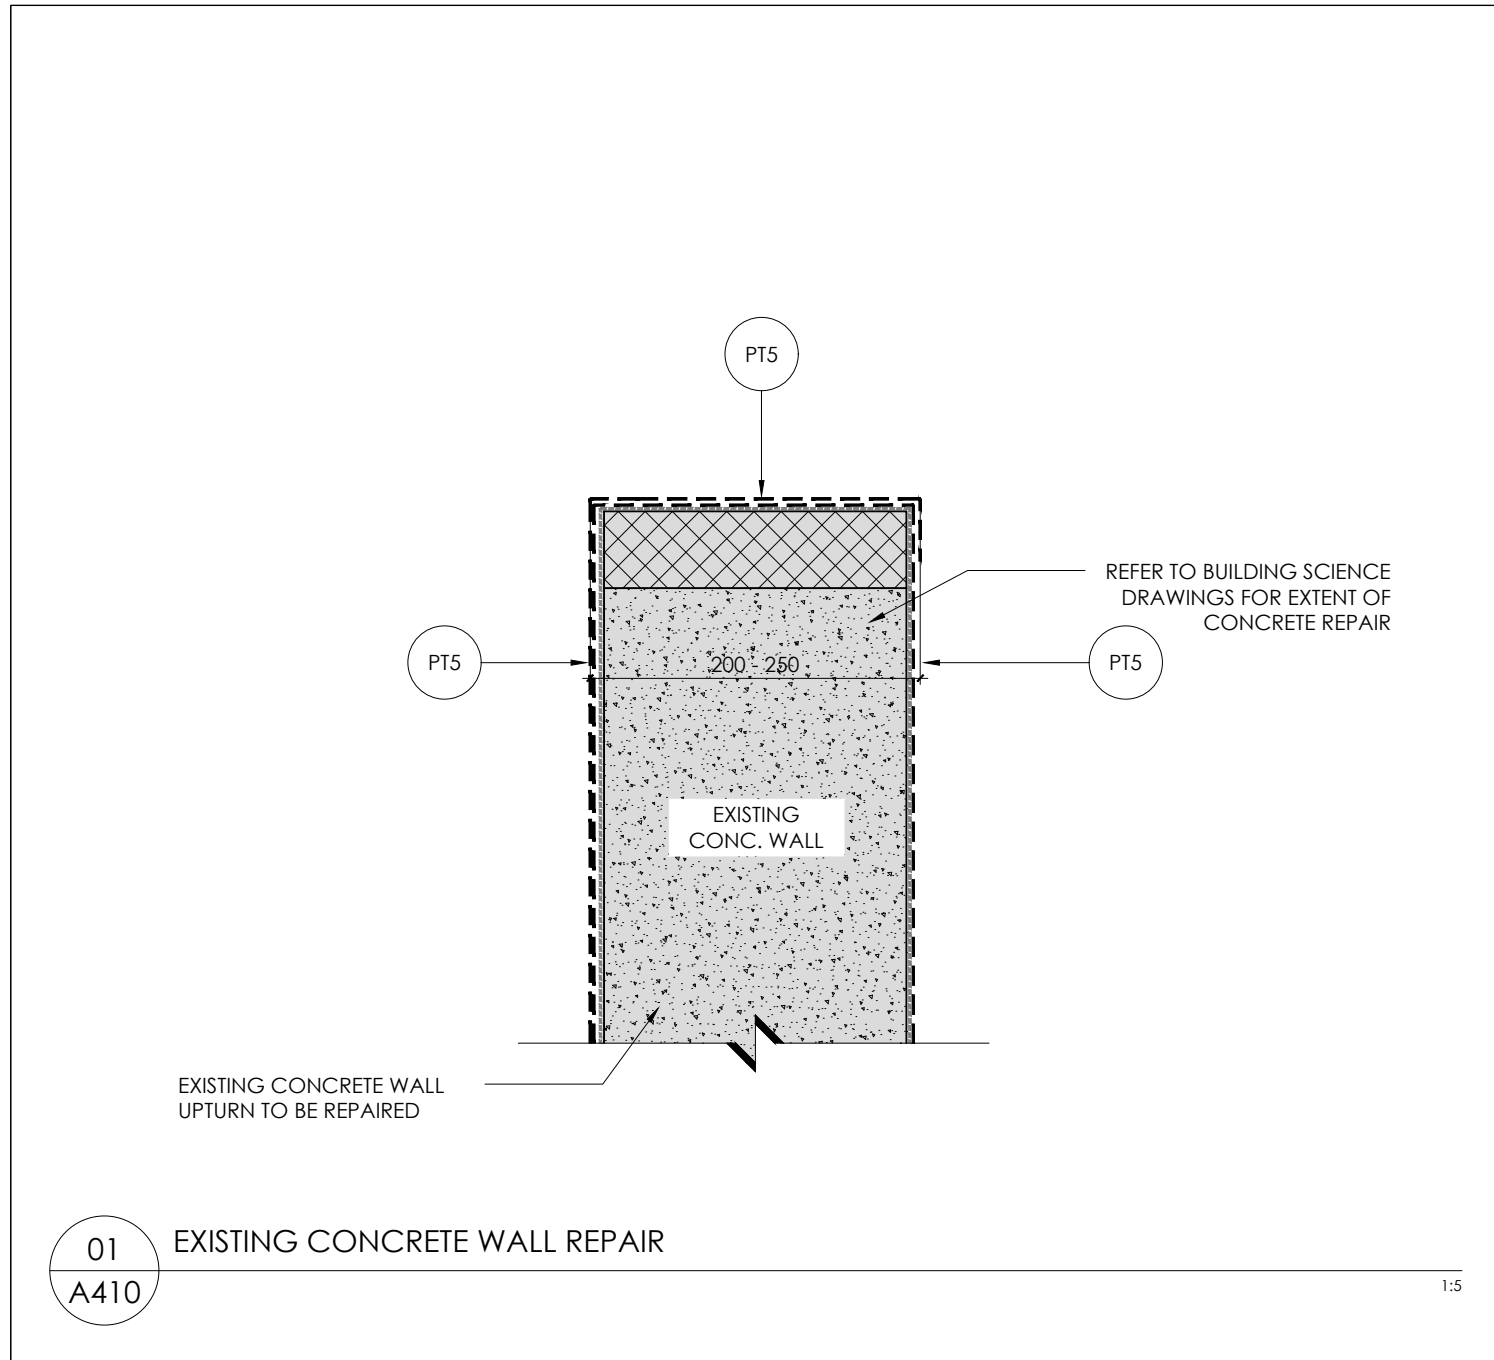 PT5
REFER TO BUILDING SCIENCE
DRAWINGS FOR EXTENT OF
CONCRETE REPAIR
PT5
200 - 250
PT5
EXISTING
CONC. WALL
EXISTING CONCRETE WALL
UPTURN TO BE REPAIRED
01
A410
EXISTING CONCRETE WALL REPAIR
1:5